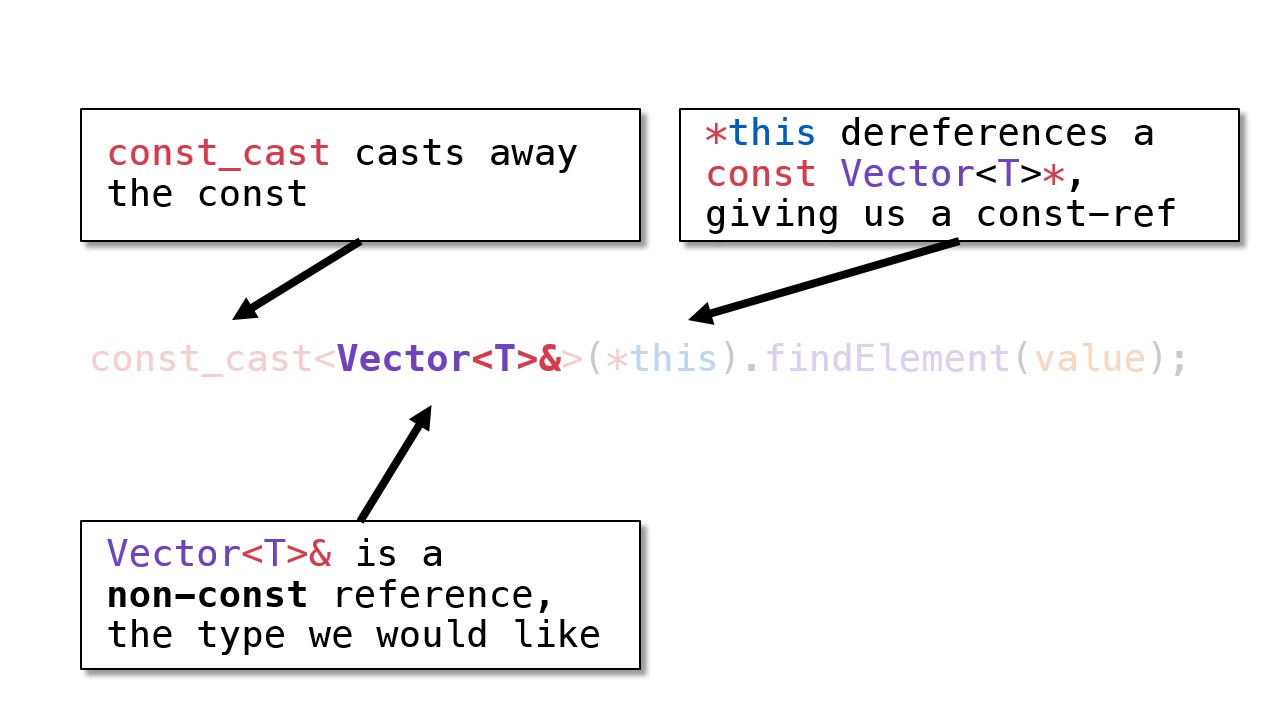 const_cast casts away
the const
*this dereferences a
const Vector<T>*,
giving us a const-ref
const_cast<Vector<T>&>(*this).findElement(value);
Vector<T>& is a
non-const reference,
the type we would like